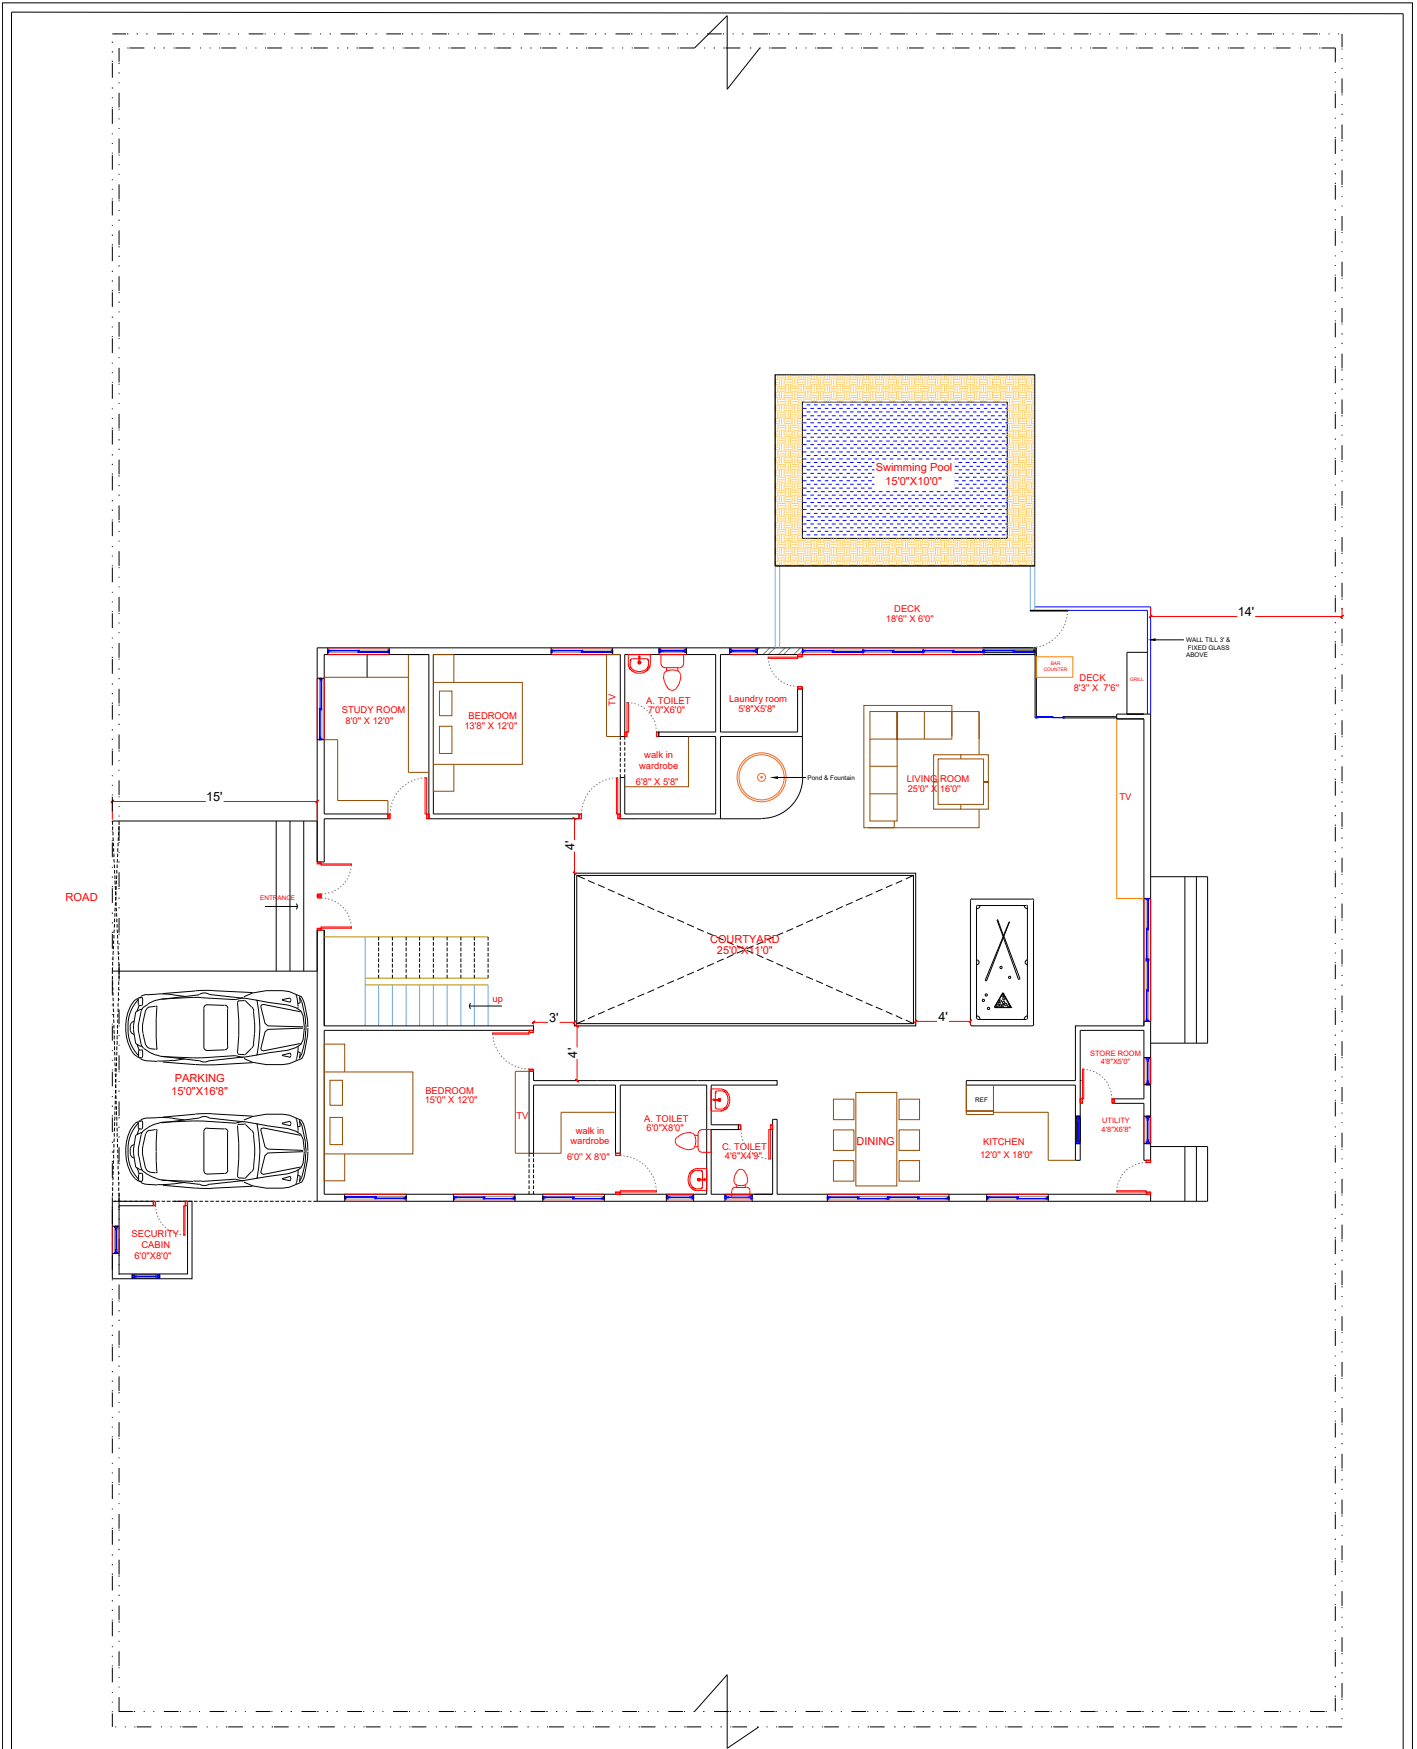 Swimming Pool
15'0"X10'0"
DECK
18'6" X 6'0"
14'
WALL TILL 3' &
FIXED GLASS
ABOVE
BAR
COUNTER
DECK
8'3" X 7'6"
GRILL
STUDY ROOM
8'0" X 12'0"
BEDROOM
13'8" X 12'0"
TV
A. TOILET
7'0"X6'0"
Laundry room
5'8"X5'8"
walk in
wardrobe
6'8" X 5'8"
Pond & Fountain
LIVING ROOM
25'0" X 16'0"
TV
15'
4'
ROAD
ENTRANCE
COURTYARD
25'0"X11'0"
up
3'
4'
4'
PARKING
15'0"X16'8"
BEDROOM
15'0" X 12'0"
TV
walk in
wardrobe
6'0" X 8'0"
A. TOILET
6'0"X8'0"
C. TOILET
4'6"X4'9"
DINING
REF
KITCHEN
12'0" X 18'0"
STORE ROOM
4'8"X5'0"
UTILITY
4'8"X6'8"
SECURITY
CABIN
6'0"X8'0"